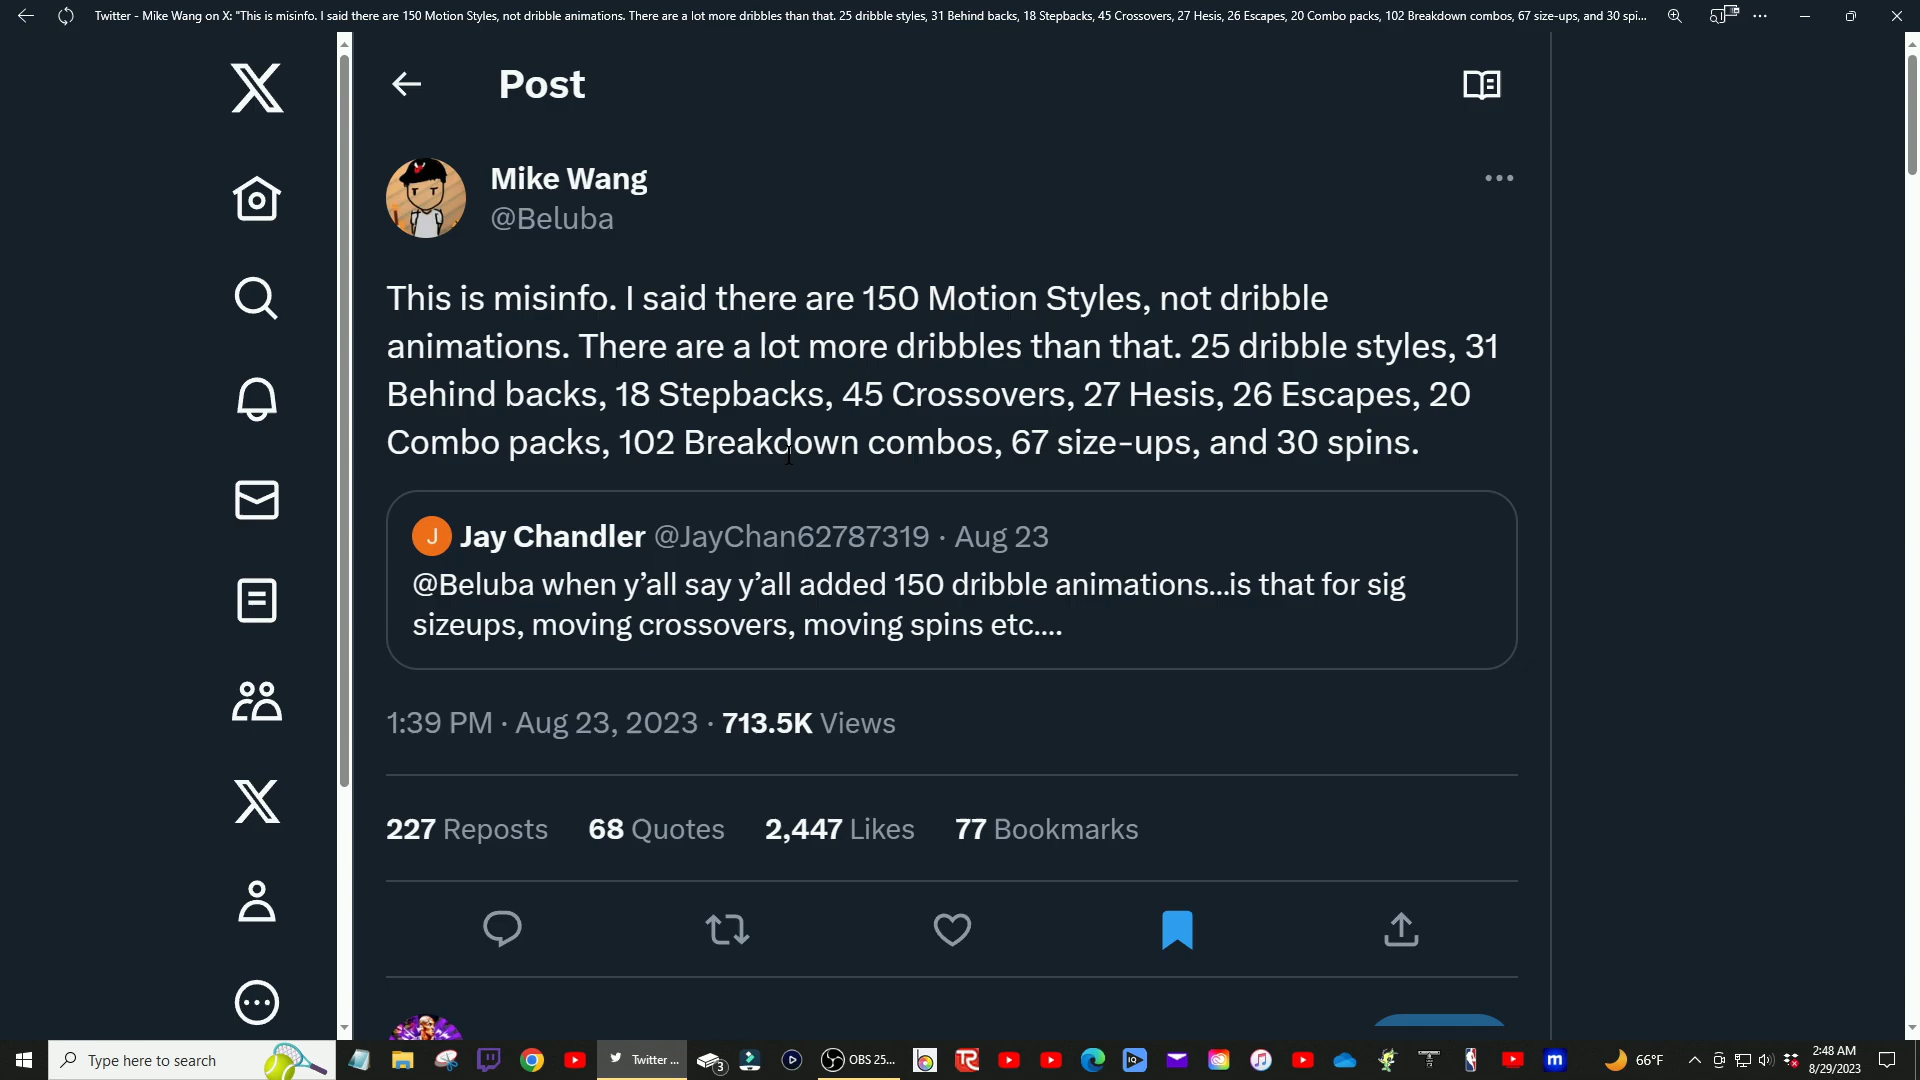 Twitter - Mike Wang on X: "This is misinfo. I said there are 150 Motion Styles, not dribble animations. There are a lot more dribbles than that. 25 dribble styles, 31 Behind backs, 18 Stepbacks, 45 Crossovers, 27 Hesis, 26 Escapes, 20 Combo packs, 102 Breakdown combos, 67 size-ups, and 30 spi...
Post
Mike Wang
@Beluba
This is misinfo. I said there are 150 Motion Styles, not dribble
animations. There are a lot more dribbles than that. 25 dribble styles, 31
Behind backs, 18 Stepbacks, 45 Crossovers, 27 Hesis, 26 Escapes, 20
Combo packs, 102 Breakdown combos, 67 size-ups, and 30 spins.
J Jay Chandler @JayChan62787319 · Aug 23
@Beluba when y’all say y’all added 150 dribble animations...is that for sig
sizeups, moving crossovers, moving spins etc....
1:39 PM · Aug 23, 2023 · 713.5K Views
227 Reposts 68 Quotes 2,447 Likes 77 Bookmarks
Type here to search
Twitter ...
3
OBS 25...
TR
m
66°F
2:48 AM
8/29/2023